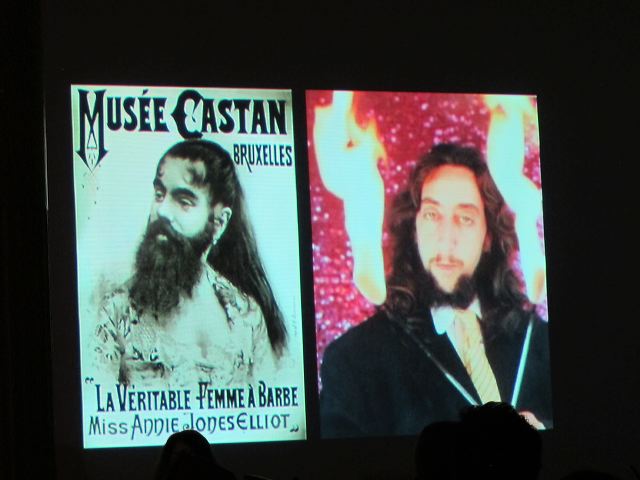 MUSÉE CASTAN
BRUXELLES
"LA VÉRITABLE FEMME À BARBE
MISS ANNIE JONES ELLIOT"